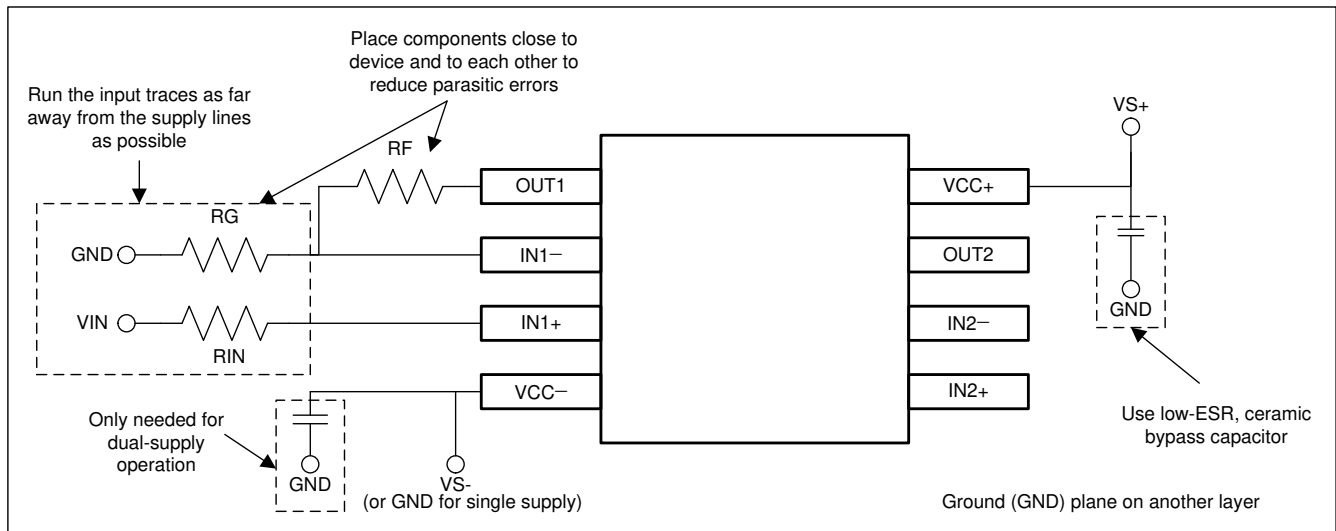 Place components close to
device and to each other to
reduce parasitic errors
Run the input traces as far
away from the supply lines
as possible
VS+
RF
OUT1
VCC+
RG
GND
IN1−
OUT2
GND
VIN
IN1+
IN2−
RIN
VCC−
IN2+
Only needed for
dual-supply
operation
Use low-ESR, ceramic
bypass capacitor
GND
VS-
(or GND for single supply)
Ground (GND) plane on another layer